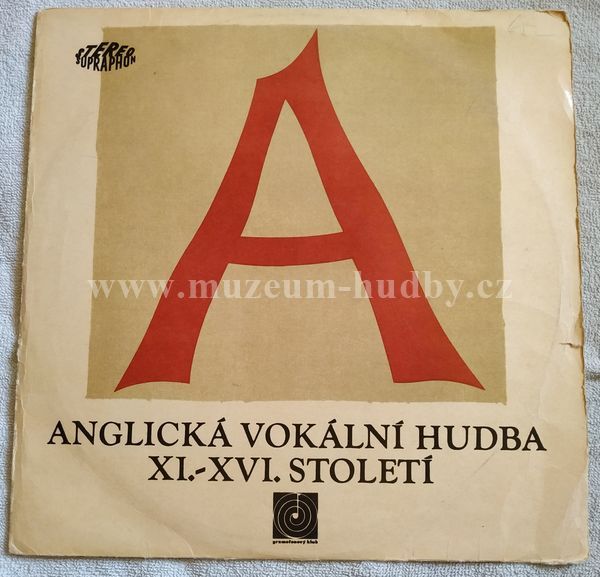 STEREO
SUPRAPHON
A
www.muzeum-hudby.cz
ANGLICKÁ VOKÁLNÍ HUDBA
XI.-XVI. STOLETÍ
gramofonový klub